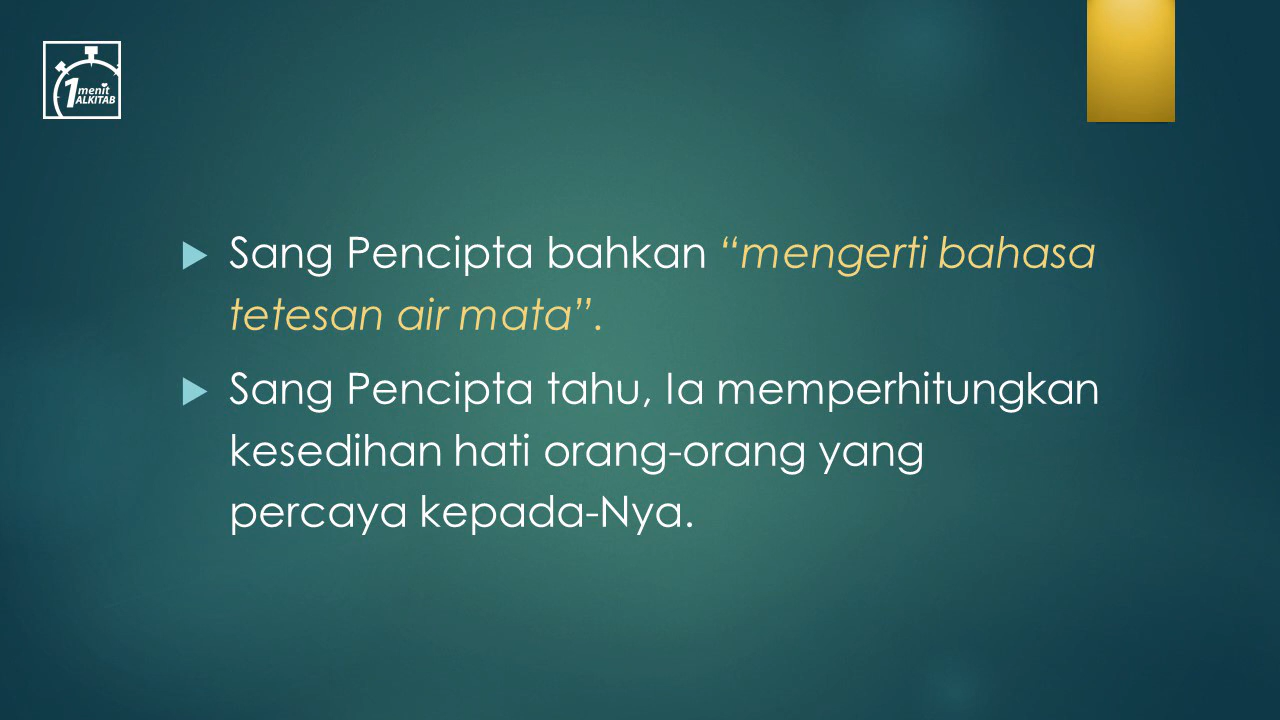 1 menit
ALKITAB
Sang Pencipta bahkan “mengerti bahasa
tetesan air mata”.
Sang Pencipta tahu, Ia memperhitungkan
kesedihan hati orang-orang yang
percaya kepada-Nya.